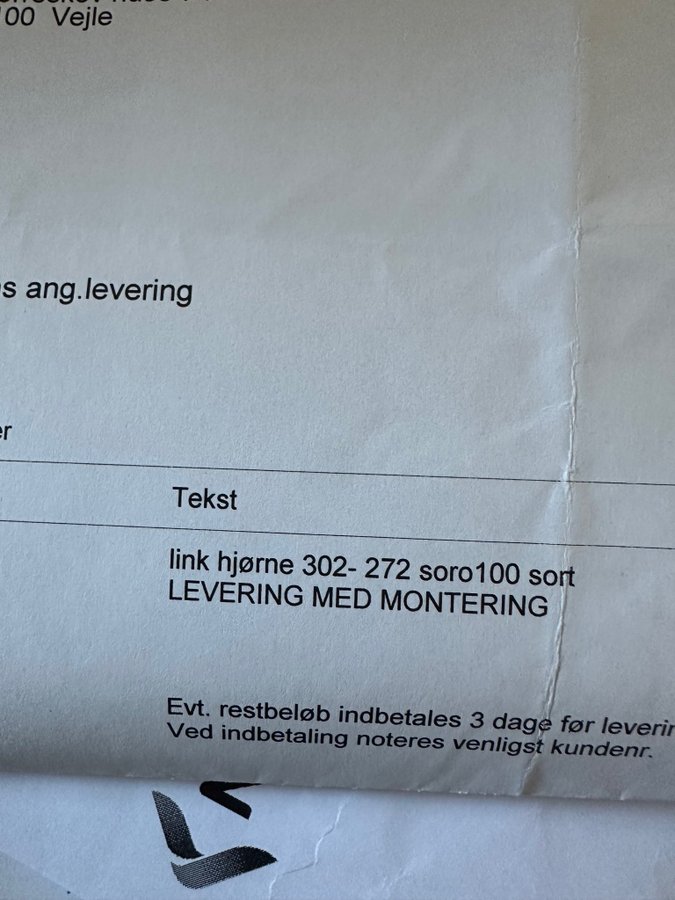 100 Vejle
s ang.levering
er
Tekst
link hjørne 302- 272 soro100 sort
LEVERING MED MONTERING
Evt. restbeløb indbetales 3 dage før leverin
Ved indbetaling noteres venligst kundenr.